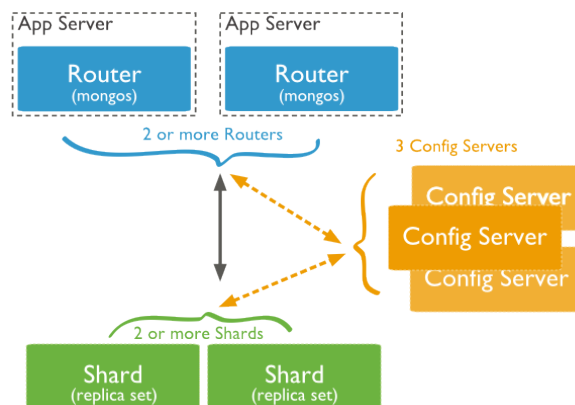 App Server
App Server
Router
(mongos)
Router
(mongos)
2 or more Routers
3 Config Servers
Config Server
Config Server
Config Server
2 or more Shards
Shard
(replica set)
Shard
(replica set)